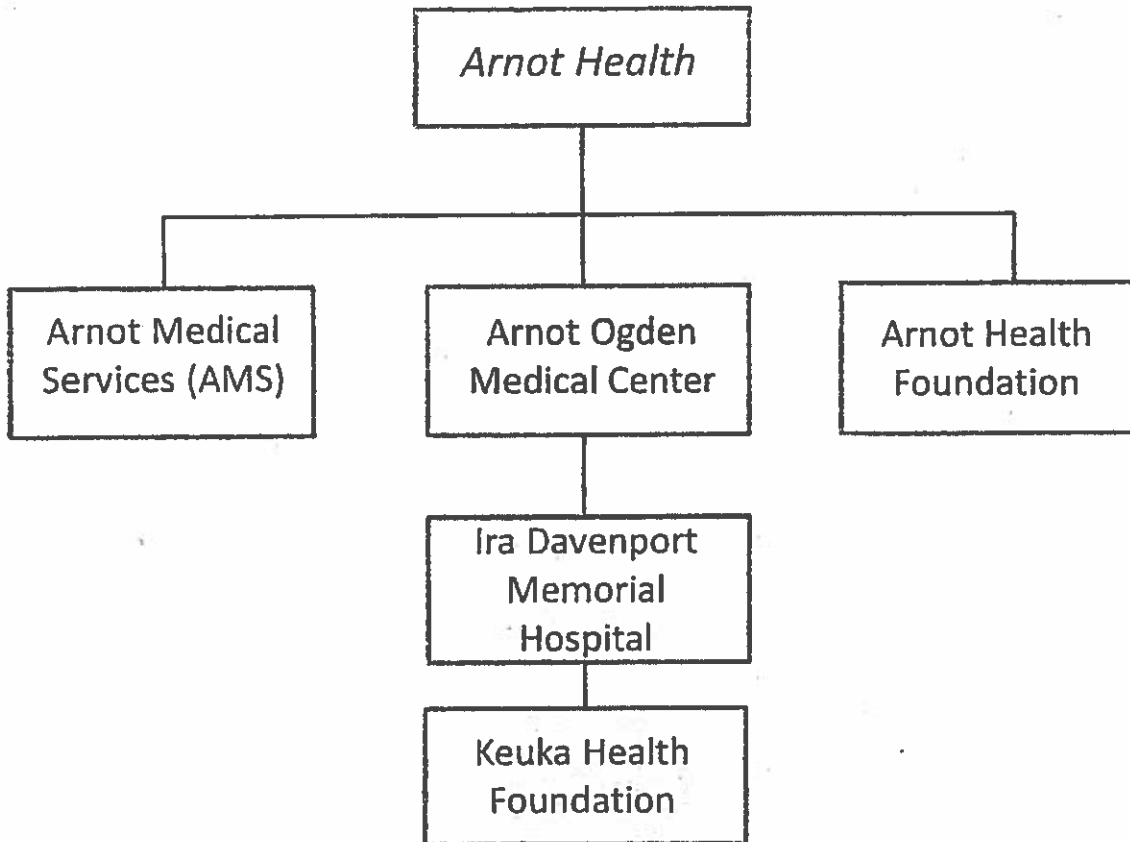 Arnot Health
Arnot Medical
Services (AMS)
Arnot Ogden
Medical Center
Arnot Health
Foundation
Ira Davenport
Memorial
Hospital
Keuka Health
Foundation